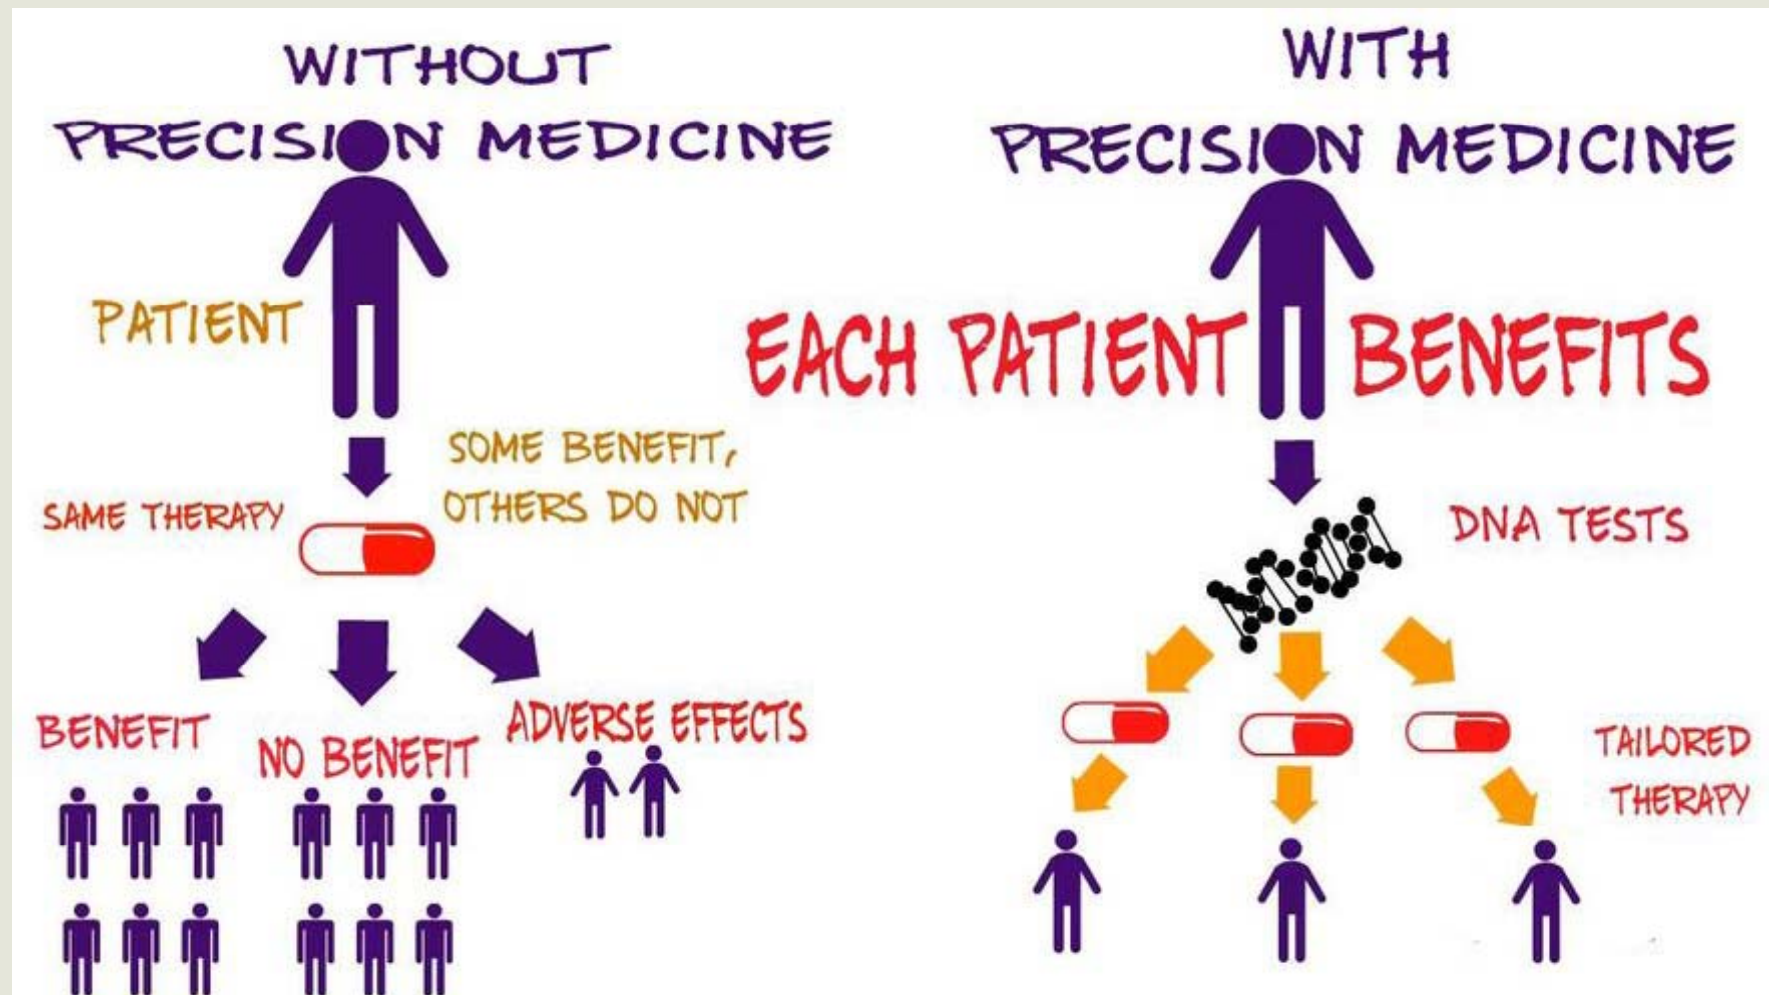 WITHOUT
PRECISION MEDICINE
PATIENT
SAME THERAPY
SOME BENEFIT,
OTHERS DO NOT
BENEFIT
NO BENEFIT
ADVERSE EFFECTS
WITH
PRECISION MEDICINE
EACH PATIENT BENEFITS
DNA TESTS
TAILORED
THERAPY